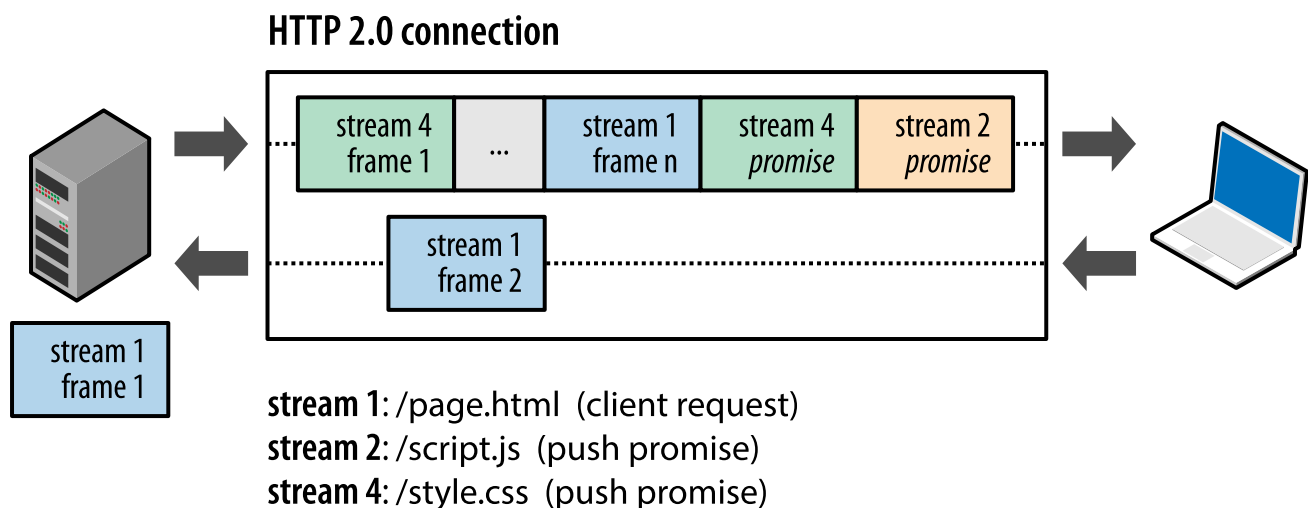 HTTP 2.0 connection
stream 4
frame 1
...
stream 1
frame n
stream 4
promise
stream 2
promise
stream 1
frame 2
stream 1
frame 1
stream 1: /page.html (client request)
stream 2: /script.js (push promise)
stream 4: /style.css (push promise)